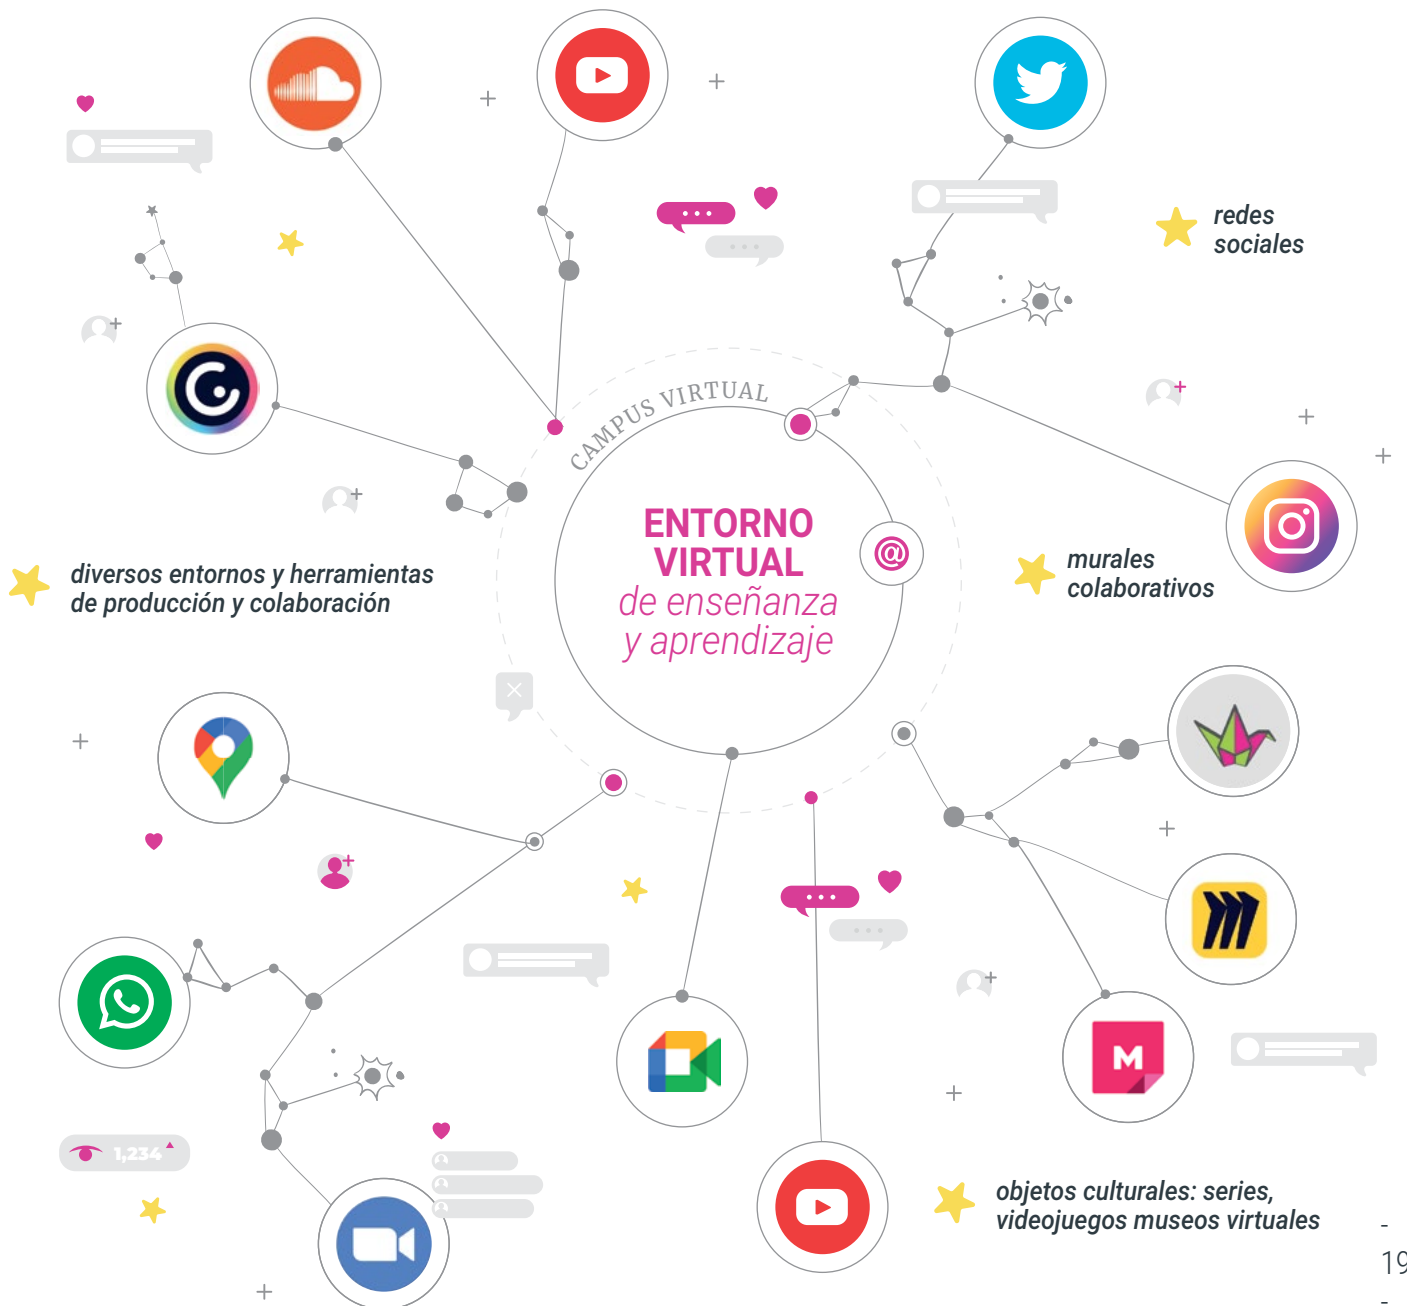 redes
sociales
CAMPUS VIRTUAL
ENTORNO
VIRTUAL
de enseñanza
y aprendizaje
@
murales
colaborativos
diversos entornos y herramientas
de producción y colaboración
M
1,234
objetos culturales: series,
videojuegos museos virtuales
-
19
-